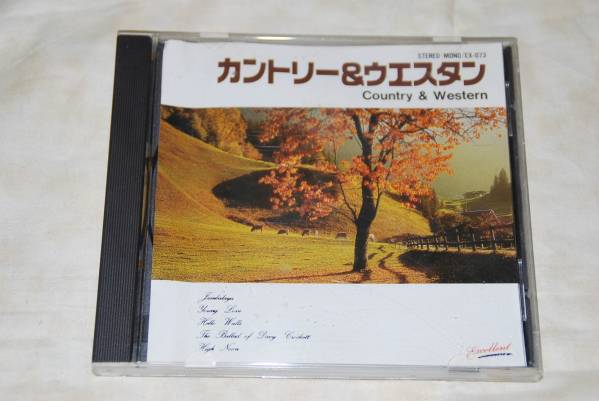 STEREO・MONO/EX-073
カントリー&ウエスタン
Country & Western
Jambalaya
Young Love
Hello Walls
The Ballad of Davy Crockett
High Noon
Excellent